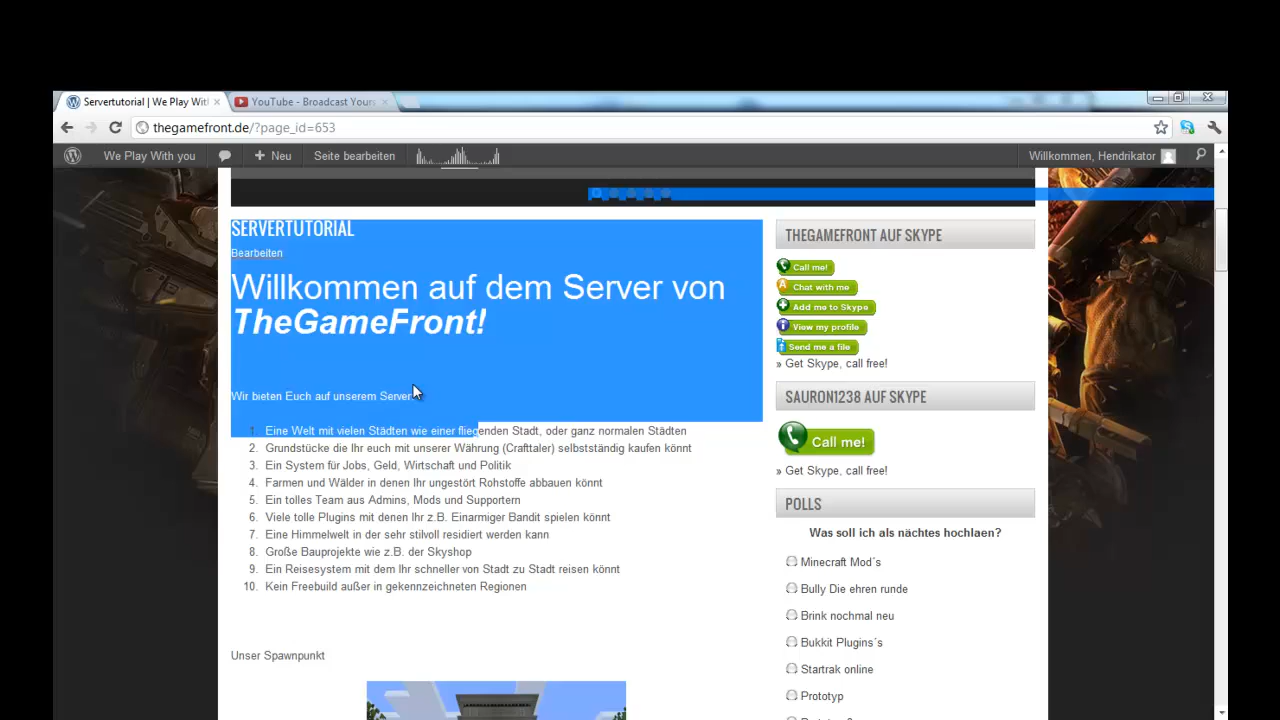 Servertutorial | We Play Wit
YouTube - Broadcast Yours
thegamefront.de/?page_id=653
We Play With you
Neu
Seite bearbeiten
Willkommen, Hendrikator
SERVERTUTORIAL
Bearbeiten
Willkommen auf dem Server von
TheGameFront!
Wir bieten Euch auf unserem Server
1. Eine Welt mit vielen Städten wie einer fliegenden Stadt, oder ganz normalen Städten
2. Grundstücke die Ihr euch mit unserer Währung (Crafttaler) selbstständig kaufen könnt
3. Ein System für Jobs, Geld, Wirtschaft und Politik
4. Farmen und Wälder in denen Ihr ungestört Rohstoffe abbauen könnt
5. Ein tolles Team aus Admins, Mods und Supportern
6. Viele tolle Plugins mit denen Ihr z.B. Einarmiger Bandit spielen könnt
7. Eine Himmelwelt in der sehr stilvoll residiert werden kann
8. Große Bauprojekte wie z.B. der Skyshop
9. Ein Reisesystem mit dem Ihr schneller von Stadt zu Stadt reisen könnt
10. Kein Freebuild außer in gekennzeichneten Regionen
Unser Spawnpunkt
THEGAMEFRONT AUF SKYPE
Call me!
Chat with me
Add me to Skype
View my profile
Send me a file
» Get Skype, call free!
SAURON1238 AUF SKYPE
Call me!
» Get Skype, call free!
POLLS
Was soll ich als nächtes hochlaen?
Minecraft Mod´s
Bully Die ehren runde
Brink nochmal neu
Bukkit Plugins´s
Startrak online
Prototyp